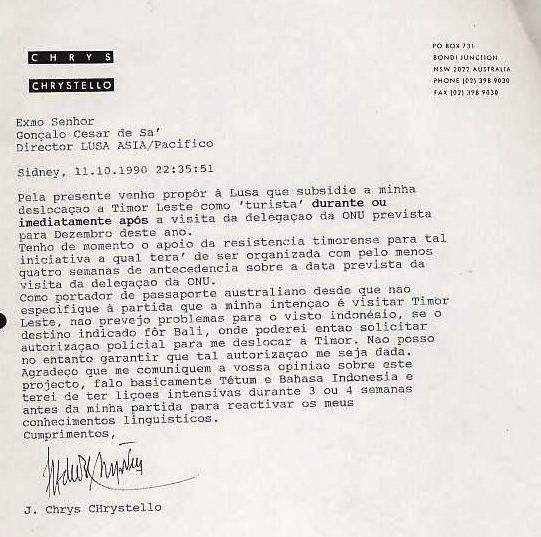 CHRYS
CHRYSTELLO
PO BOX 731
BONDI JUNCTION
NSW 2022 AUSTRALIA
PHONE (02) 398 9030
FAX (02) 398 9030
Exmo Senhor
Gonçalo Cesar de Sa'
Director LUSA ASIA/Pacifico
Sidney, 11.10.1990 22:35:51
Pela presente venho propôr à Lusa que subsidie a minha
deslocaçao a Timor Leste como 'turista' durante ou
imediatamente após a visita da delegaçao da ONU prevista
para Dezembro deste ano.
Tenho de momento o apoio da resistencia timorense para tal
iniciativa a qual tera' de ser organizada com pelo menos
quatro semanas de antecedencia sobre a data prevista da
visita da delegaçao da ONU.
Como portador de passaporte australiano desde que nao
especifique à partida que a minha intençao é visitar Timor
Leste, nao prevejo problemas para o visto indonésio, se o
destino indicado fôr Bali, onde poderei entao solicitar
autorizaçao policial para me deslocar a Timor. Nao posso
no entanto garantir que tal autorizaçao me seja dada.
Agradeço que me comuniquem a vossa opiniao sobre este
projecto, falo basicamente Tétum e Bahasa Indonesia e
terei de ter liçoes intensivas durante 3 ou 4 semanas
antes da minha partida para reactivar os meus
conhecimentos linguisticos.
Cumprimentos,
J. Chrys CHrystello